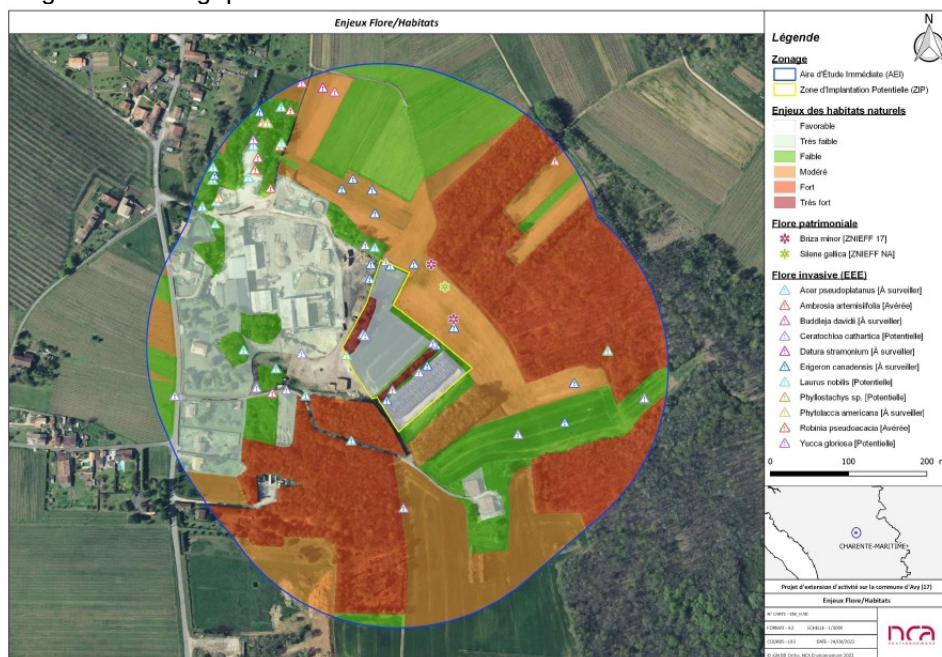 Enjeux Flore/Habitats
N
Légende
Zonage
Aire d'Étude Immédiate (AEI)
Zone d'Implantation Potentielle (ZIP)
Enjeux des habitats naturels
Favorable
Très faible
Faible
Modéré
Fort
Très fort
Flore patrimoniale
Briza minor [ZNIEFF 17]
Silene gallica [ZNIEFF NA]
Flore invasive (EEE)
Acer pseudoplatanus [À surveiller]
Ambrosia artemisiifolia [Avérée]
Buddleja davidii [À surveiller]
Ceratochloa cathartica [Potentielle]
Datura stramonium [À surveiller]
Erigeron canadensis [À surveiller]
Laurus nobilis [Potentielle]
Phyllostachys sp. [Potentielle]
Phytolacca americana [À surveiller]
Robinia pseudoacacia [Avérée]
Yucca gloriosa [Potentielle]
0 100 200 m
CHARENTE-MARITIME
Projet d'extension d'activité sur la commune d'Avy (17)
Enjeux Flore/Habitats
nca